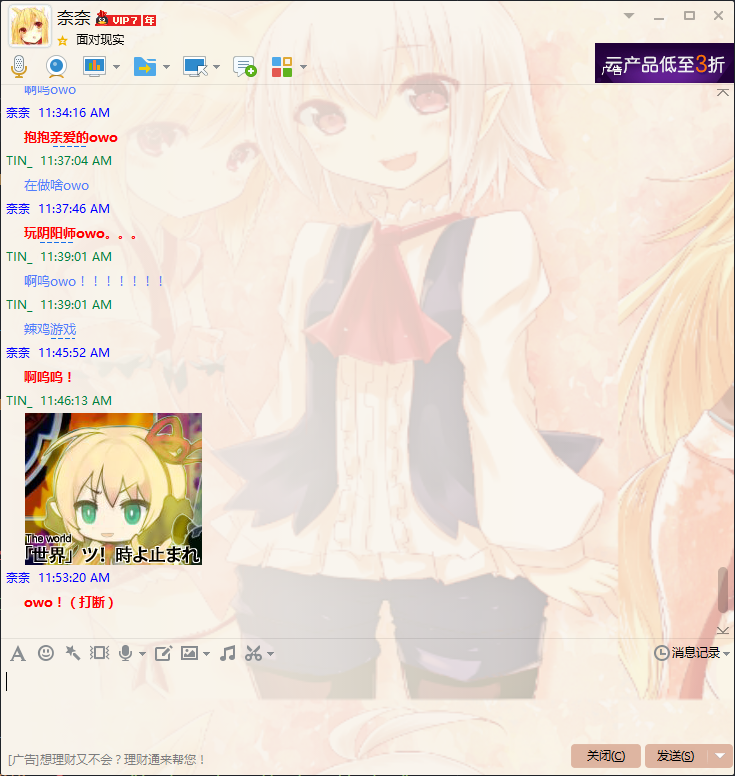 奈奈 VIP7 年
面对现实
云产品低至3折
广告
啊呜owo
奈奈 11:34:16 AM
抱抱亲爱的owo
TIN_ 11:37:04 AM
在做啥owo
奈奈 11:37:46 AM
玩阴阳师owo。。。
TIN_ 11:39:01 AM
啊呜owo！！！！！！！
TIN_ 11:39:01 AM
辣鸡游戏
奈奈 11:45:52 AM
啊呜呜！
TIN_ 11:46:13 AM
The world
「世界」ッ！時よ止まれ
奈奈 11:53:20 AM
owo！（打断）
消息记录
[广告]想理财又不会？理财通来帮您！
关闭(C) 发送(S)